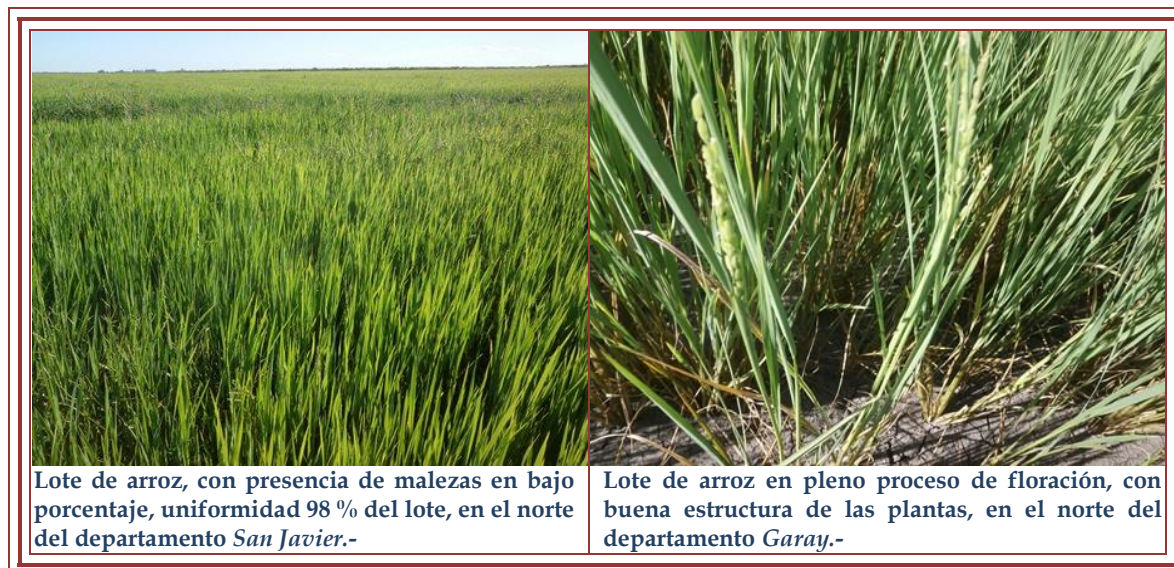 Lote de arroz, con presencia de malezas en bajo
porcentaje, uniformidad 98 % del lote, en el norte
del departamento San Javier.-
Lote de arroz en pleno proceso de floración, con
buena estructura de las plantas, en el norte del
departamento Garay.-